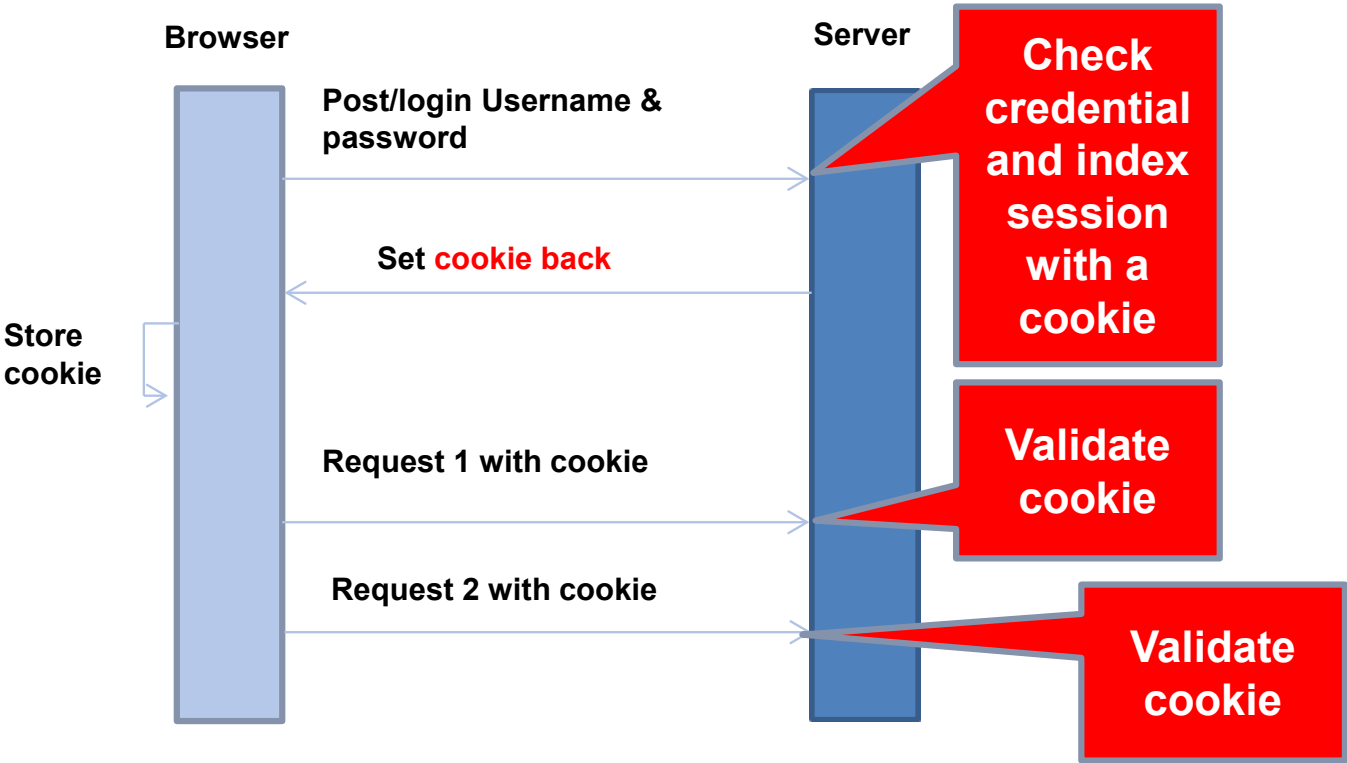 Browser
Server
Check
credential
and index
session
with a
cookie
Post/login Username &
password
Set cookie back
Store
cookie
Request 1 with cookie
Validate
cookie
Request 2 with cookie
Validate
cookie